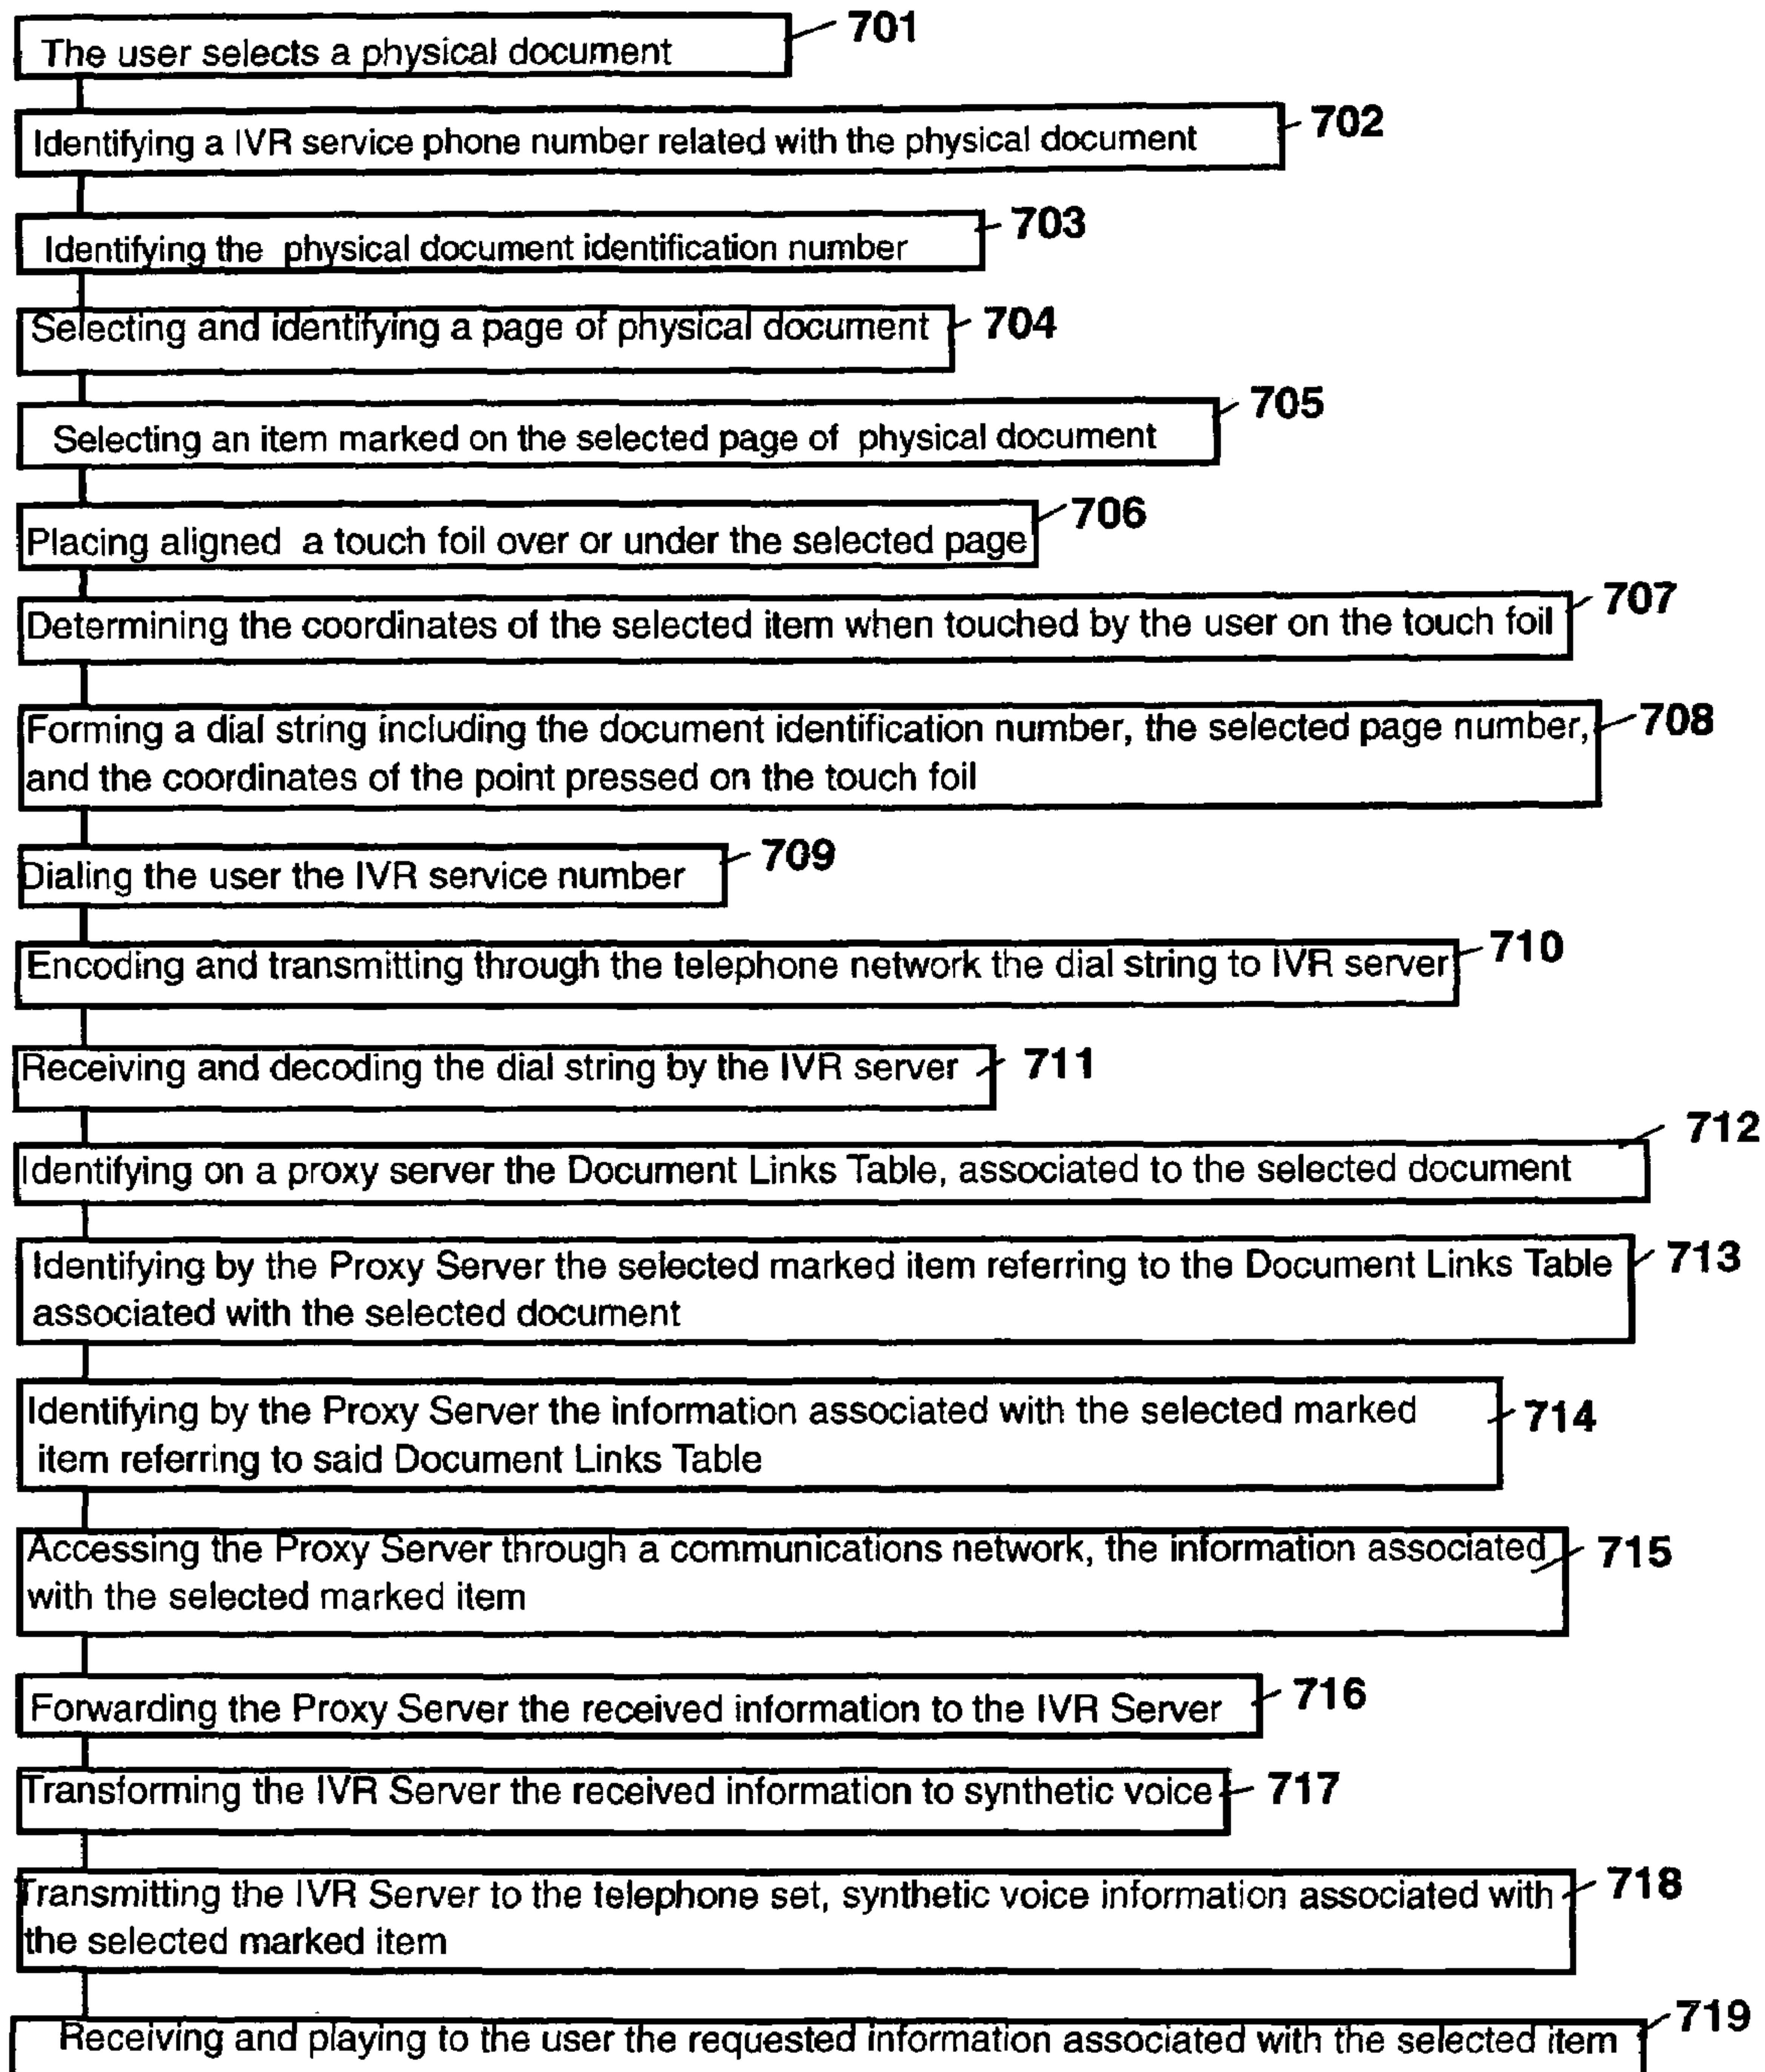 The user selects a physical document 701
Identifying a IVR service phone number related with the physical document 702
Identifying the physical document identification number 703
Selecting and identifying a page of physical document 704
Selecting an item marked on the selected page of physical document 705
Placing aligned a touch foil over or under the selected page 706
Determining the coordinates of the selected item when touched by the user on the touch foil 707
Forming a dial string including the document identification number, the selected page number, 708
and the coordinates of the point pressed on the touch foil
Dialing the user the IVR service number 709
Encoding and transmitting through the telephone network the dial string to IVR server 710
Receiving and decoding the dial string by the IVR server 711
Identifying on a proxy server the Document Links Table, associated to the selected document 712
Identifying by the Proxy Server the selected marked item referring to the Document Links Table 713
associated with the selected document
Identifying by the Proxy Server the information associated with the selected marked 714
item referring to said Document Links Table
Accessing the Proxy Server through a communications network, the information associated 715
with the selected marked item
Forwarding the Proxy Server the received information to the IVR Server 716
Transforming the IVR Server the received information to synthetic voice 717
Transmitting the IVR Server to the telephone set, synthetic voice information associated with 718
the selected marked item
Receiving and playing to the user the requested information associated with the selected item 719